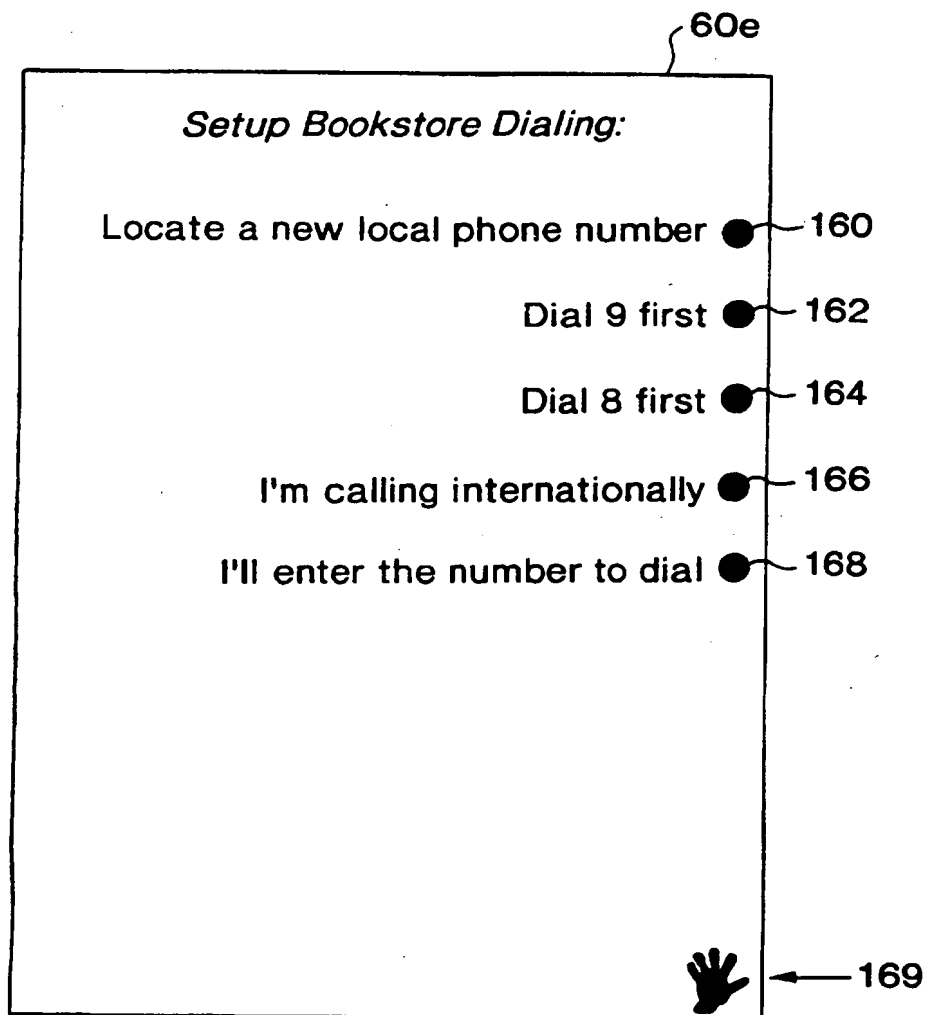 60e
Setup Bookstore Dialing:
Locate a new local phone number 160
Dial 9 first 162
Dial 8 first 164
I'm calling internationally 166
I'll enter the number to dial 168
169